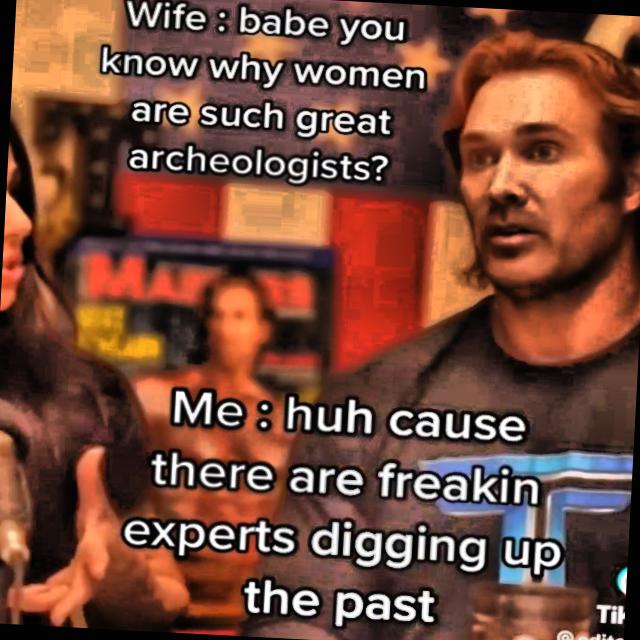 Wife : babe you
know why women
are such great
archeologists?
Me : huh cause
there are freakin
experts digging up
the past